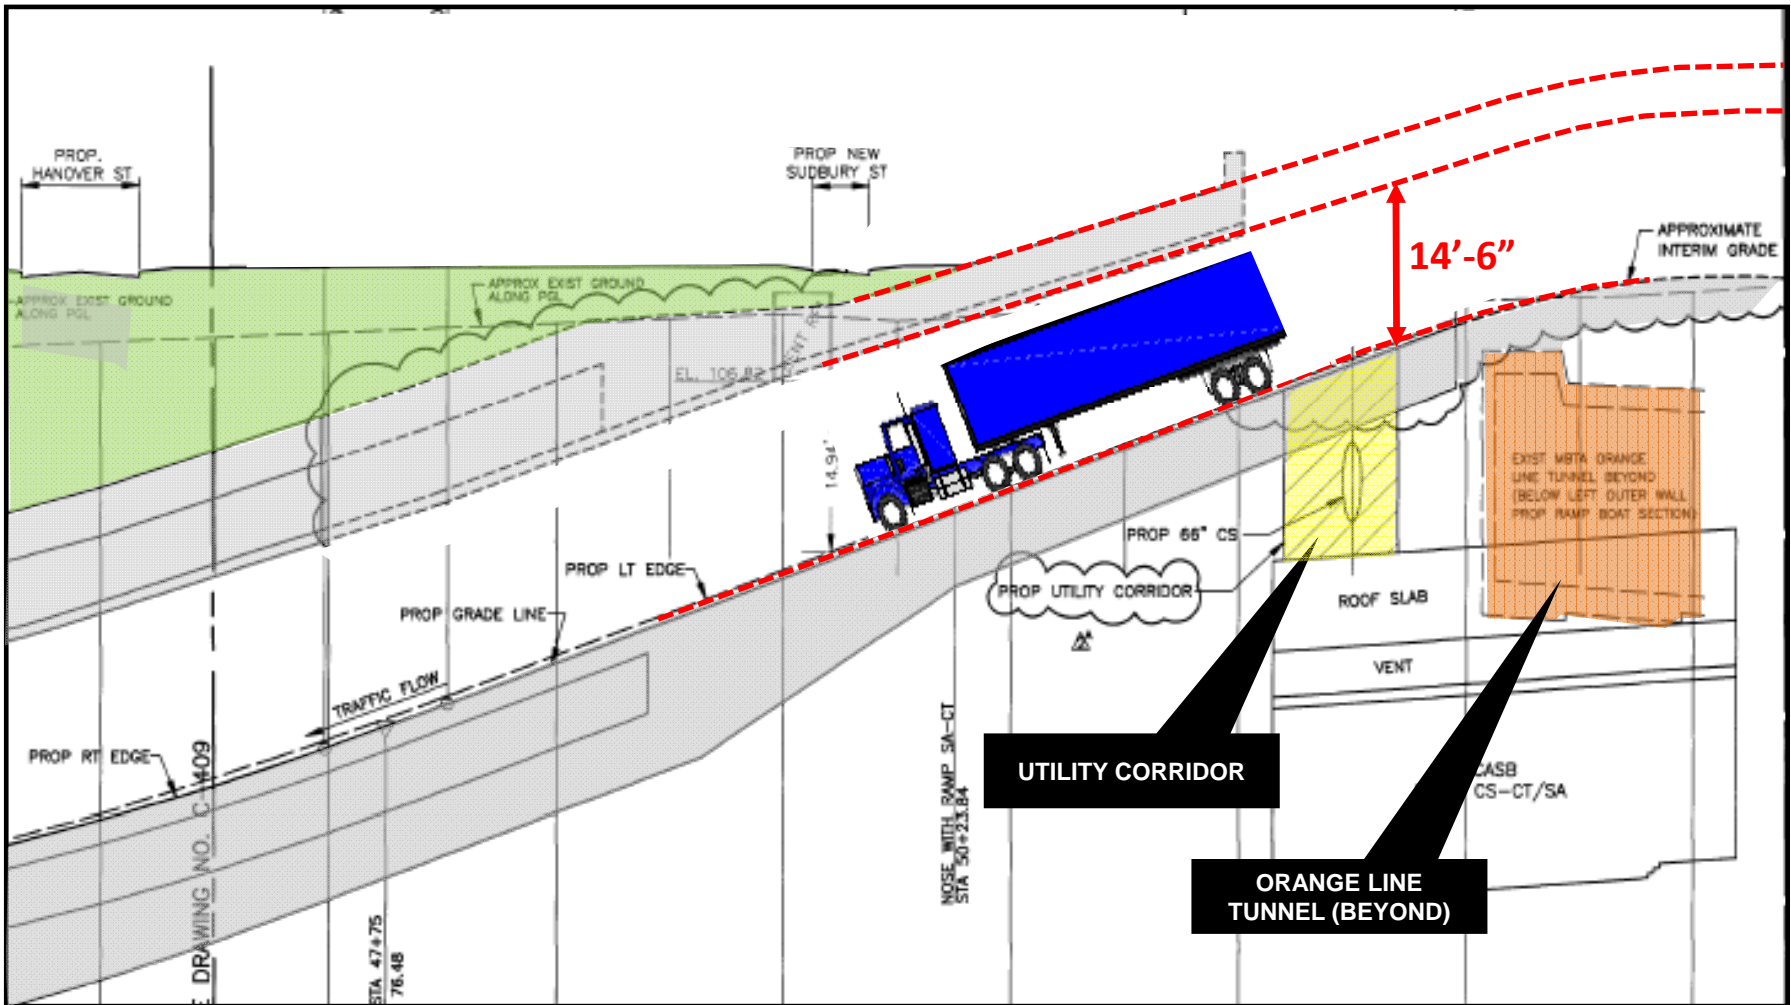 PROP.
HANOVER ST
PROP NEW
SUDBURY ST
APPROXIMATE
INTERIM GRADE
14’-6”
APPROX EXIST GROUND
ALONG PGL
APPROX EXIST GROUND
ALONG PGL
EL. 106.82
VENT
14.94'
EXIST MBTA ORANGE
LINE TUNNEL BEYOND
(BELOW LEFT OUTER WALL
PROP RAMP BOAT SECTION)
PROP 66" CS
PROP LT EDGE
PROP UTILITY CORRIDOR
ROOF SLAB
PROP GRADE LINE
VENT
TRAFFIC FLOW
PROP RT EDGE
UTILITY CORRIDOR
CASB
CS-CT/SA
NOSE WITH RAMP SA-CT
STA 50+23.84
ORANGE LINE
TUNNEL (BEYOND)
DRAWING NO. C-409
STA 47+75
76.48